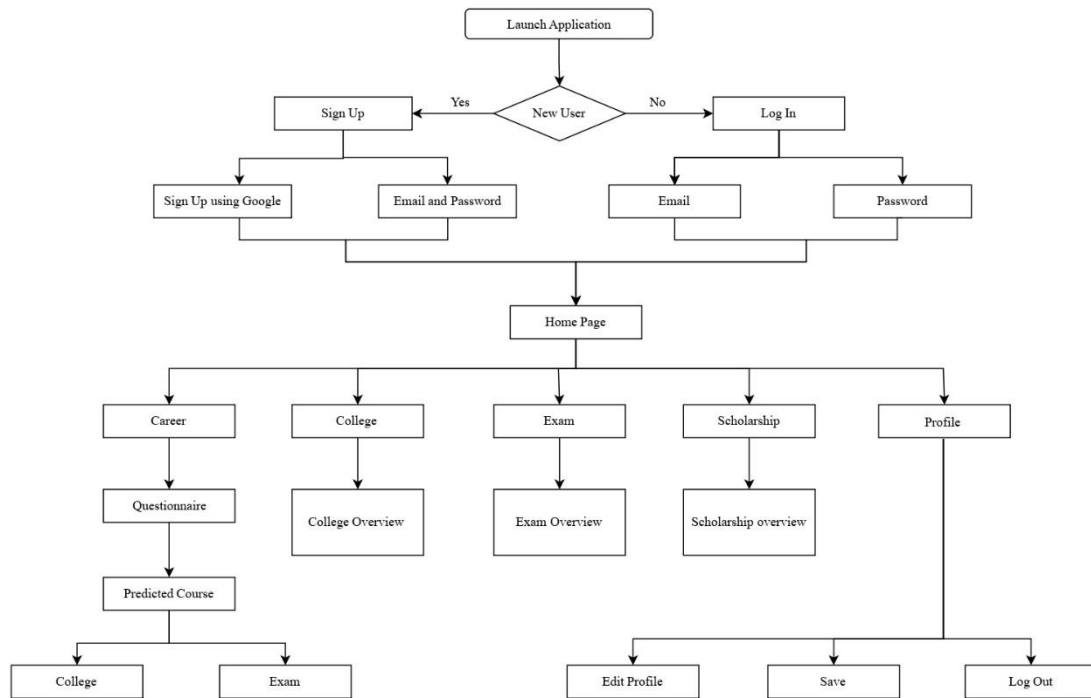 Launch Application
Yes
No
Sign Up
New User
Log In
Sign Up using Google
Email and Password
Email
Password
Home Page
Career
College
Exam
Scholarship
Profile
Questionnaire
College Overview
Exam Overview
Scholarship overview
Predicted Course
College
Exam
Edit Profile
Save
Log Out